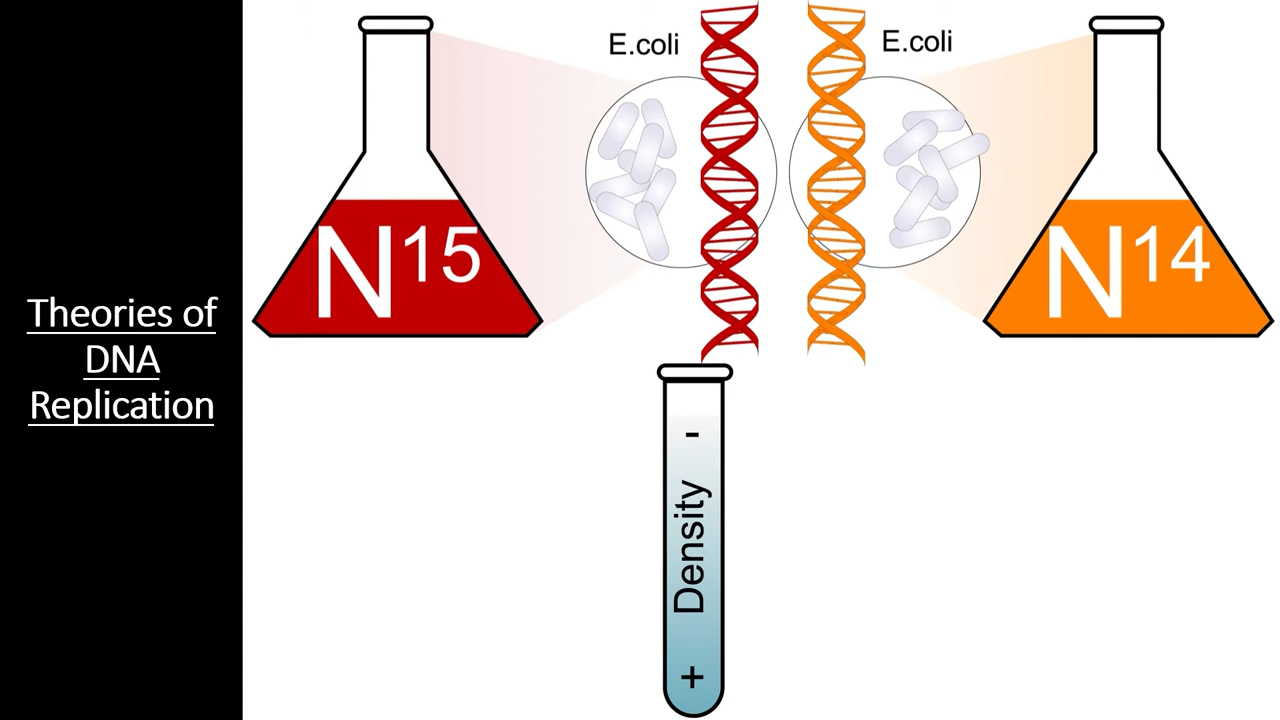 Theories of
DNA
Replication
E.coli
E.coli
N15
N14
-
Density
+